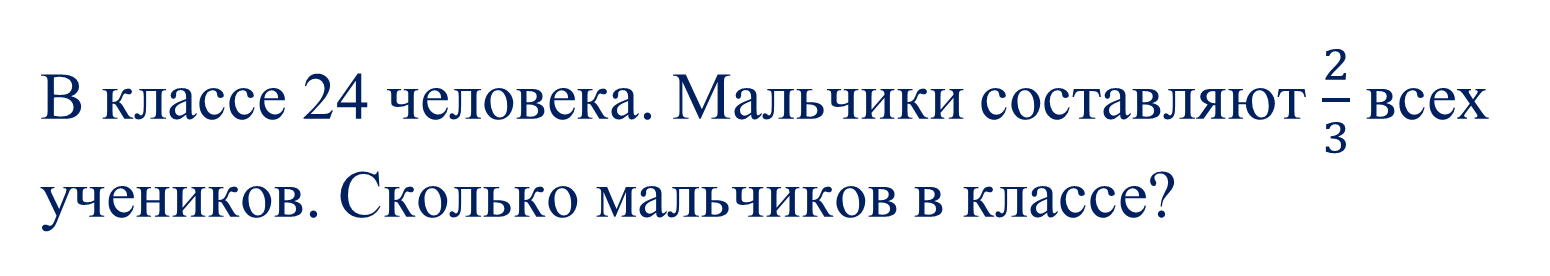 В классе 24 человека. Мальчики составляют 2/3 всех
учеников. Сколько мальчиков в классе?